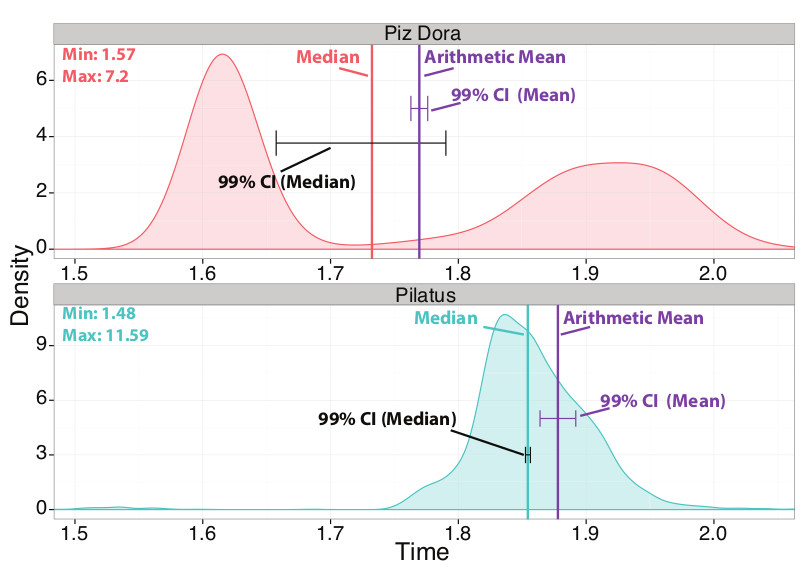 Piz Dora
Min: 1.57
Max: 7.2
Median
Arithmetic Mean
99% CI  (Mean)
99% CI (Median)
6
4
2
0
1.5 1.6 1.7 1.8 1.9 2.0
Density
Pilatus
Min: 1.48
Max: 11.59
Median
Arithmetic Mean
99% CI  (Mean)
99% CI (Median)
9
6
3
0
1.5 1.6 1.7 1.8 1.9 2.0
Time